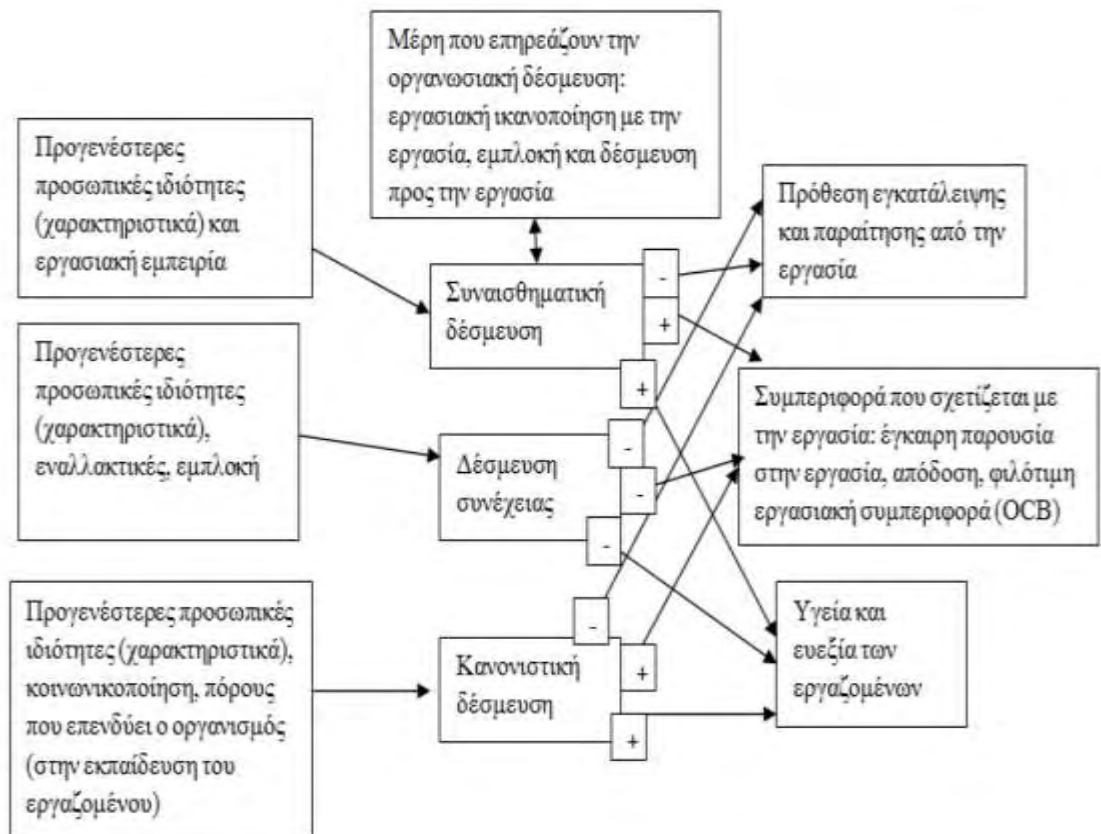 Μέρη που επηρεάζουν την
οργανωσιακή δέσμευση:
εργασιακή ικανοποίηση με την
εργασία, εμπλοκή και δέσμευση
προς την εργασία
Προγενέστερες
προσωπικές ιδιότητες
(χαρακτηριστικά) και
εργασιακή εμπειρία
Συναισθηματική
δέσμευση
-
+
+
Πρόθεση εγκατάλειψης
και παραίτησης από την
εργασία
Προγενέστερες
προσωπικές ιδιότητες
(χαρακτηριστικά),
εναλλακτικές, εμπλοκή
Δέσμευση
συνέχειας
-
-
-
Συμπεριφορά που σχετίζεται με
την εργασία: έγκαιρη παρουσία
στην εργασία, απόδοση, φιλότιμη
εργασιακή συμπεριφορά (OCB)
Προγενέστερες προσωπικές
ιδιότητες (χαρακτηριστικά),
κοινωνικοποίηση, πόρους
που επενδύει ο οργανισμός
(στην εκπαίδευση του
εργαζομένου)
Κανονιστική
δέσμευση
-
+
+
Υγεία και
ευεξία των
εργαζομένων